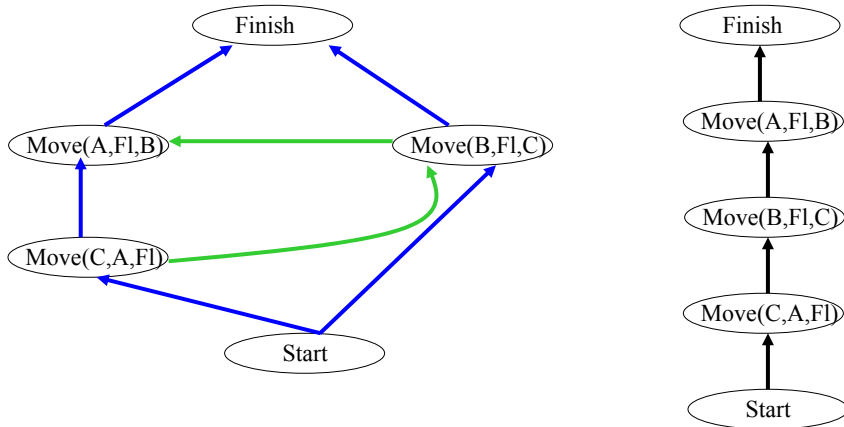 Finish
Move(A,Fl,B)
Move(B,Fl,C)
Move(C,A,Fl)
Start
Finish
Move(A,Fl,B)
Move(B,Fl,C)
Move(C,A,Fl)
Start